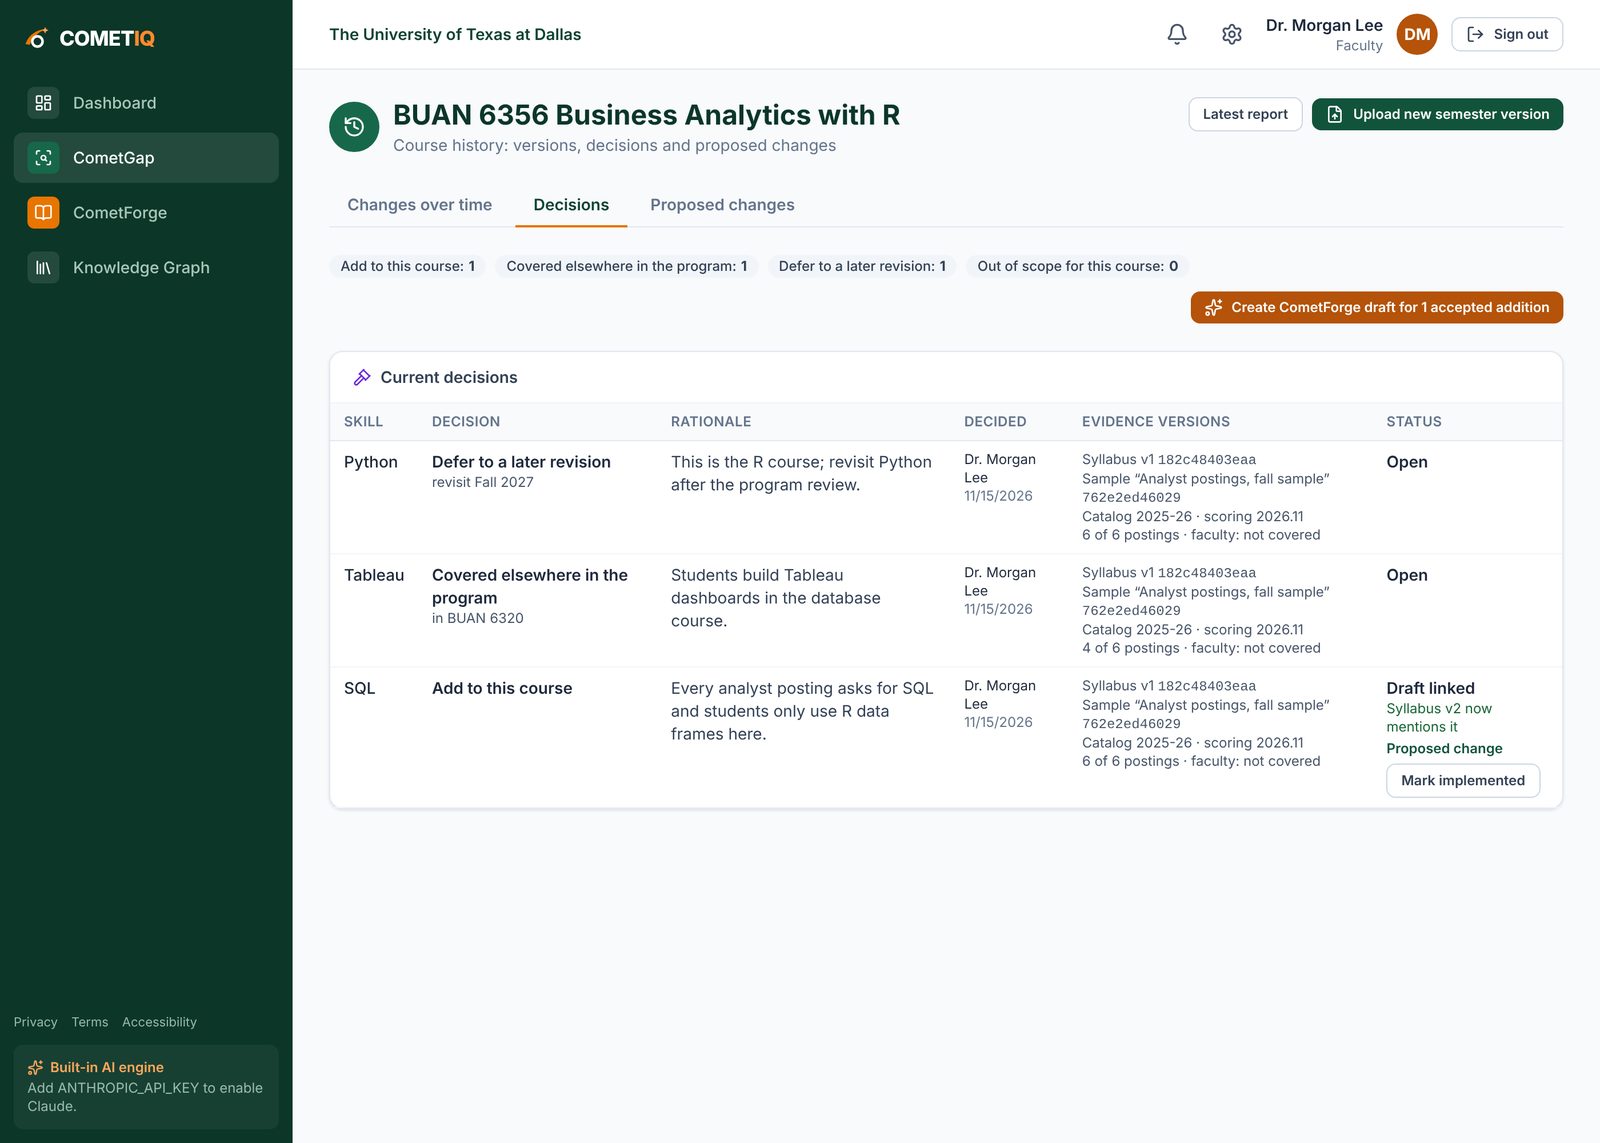 COMETIQ
Dashboard
CometGap
CometForge
Knowledge Graph
Privacy Terms Accessibility
Built-in AI engine
Add ANTHROPIC_API_KEY to enable
Claude.
The University of Texas at Dallas
Dr. Morgan Lee
Faculty
DM
Sign out
BUAN 6356 Business Analytics with R
Course history: versions, decisions and proposed changes
Latest report
Upload new semester version
Changes over time Decisions Proposed changes
Add to this course: 1 Covered elsewhere in the program: 1 Defer to a later revision: 1 Out of scope for this course: 0
Create CometForge draft for 1 accepted addition
Current decisions
SKILL DECISION RATIONALE DECIDED EVIDENCE VERSIONS STATUS
Python
Defer to a later revision
revisit Fall 2027
This is the R course; revisit Python
after the program review.
Dr. Morgan
Lee
11/15/2026
Syllabus v1 182c48403eaa
Sample “Analyst postings, fall sample”
762e2ed46029
Catalog 2025-26 · scoring 2026.11
6 of 6 postings · faculty: not covered
Open
Tableau
Covered elsewhere in the
program
in BUAN 6320
Students build Tableau
dashboards in the database
course.
Dr. Morgan
Lee
11/15/2026
Syllabus v1 182c48403eaa
Sample “Analyst postings, fall sample”
762e2ed46029
Catalog 2025-26 · scoring 2026.11
4 of 6 postings · faculty: not covered
Open
SQL
Add to this course
Every analyst posting asks for SQL
and students only use R data
frames here.
Dr. Morgan
Lee
11/15/2026
Syllabus v1 182c48403eaa
Sample “Analyst postings, fall sample”
762e2ed46029
Catalog 2025-26 · scoring 2026.11
6 of 6 postings · faculty: not covered
Draft linked
Syllabus v2 now
mentions it
Proposed change
Mark implemented